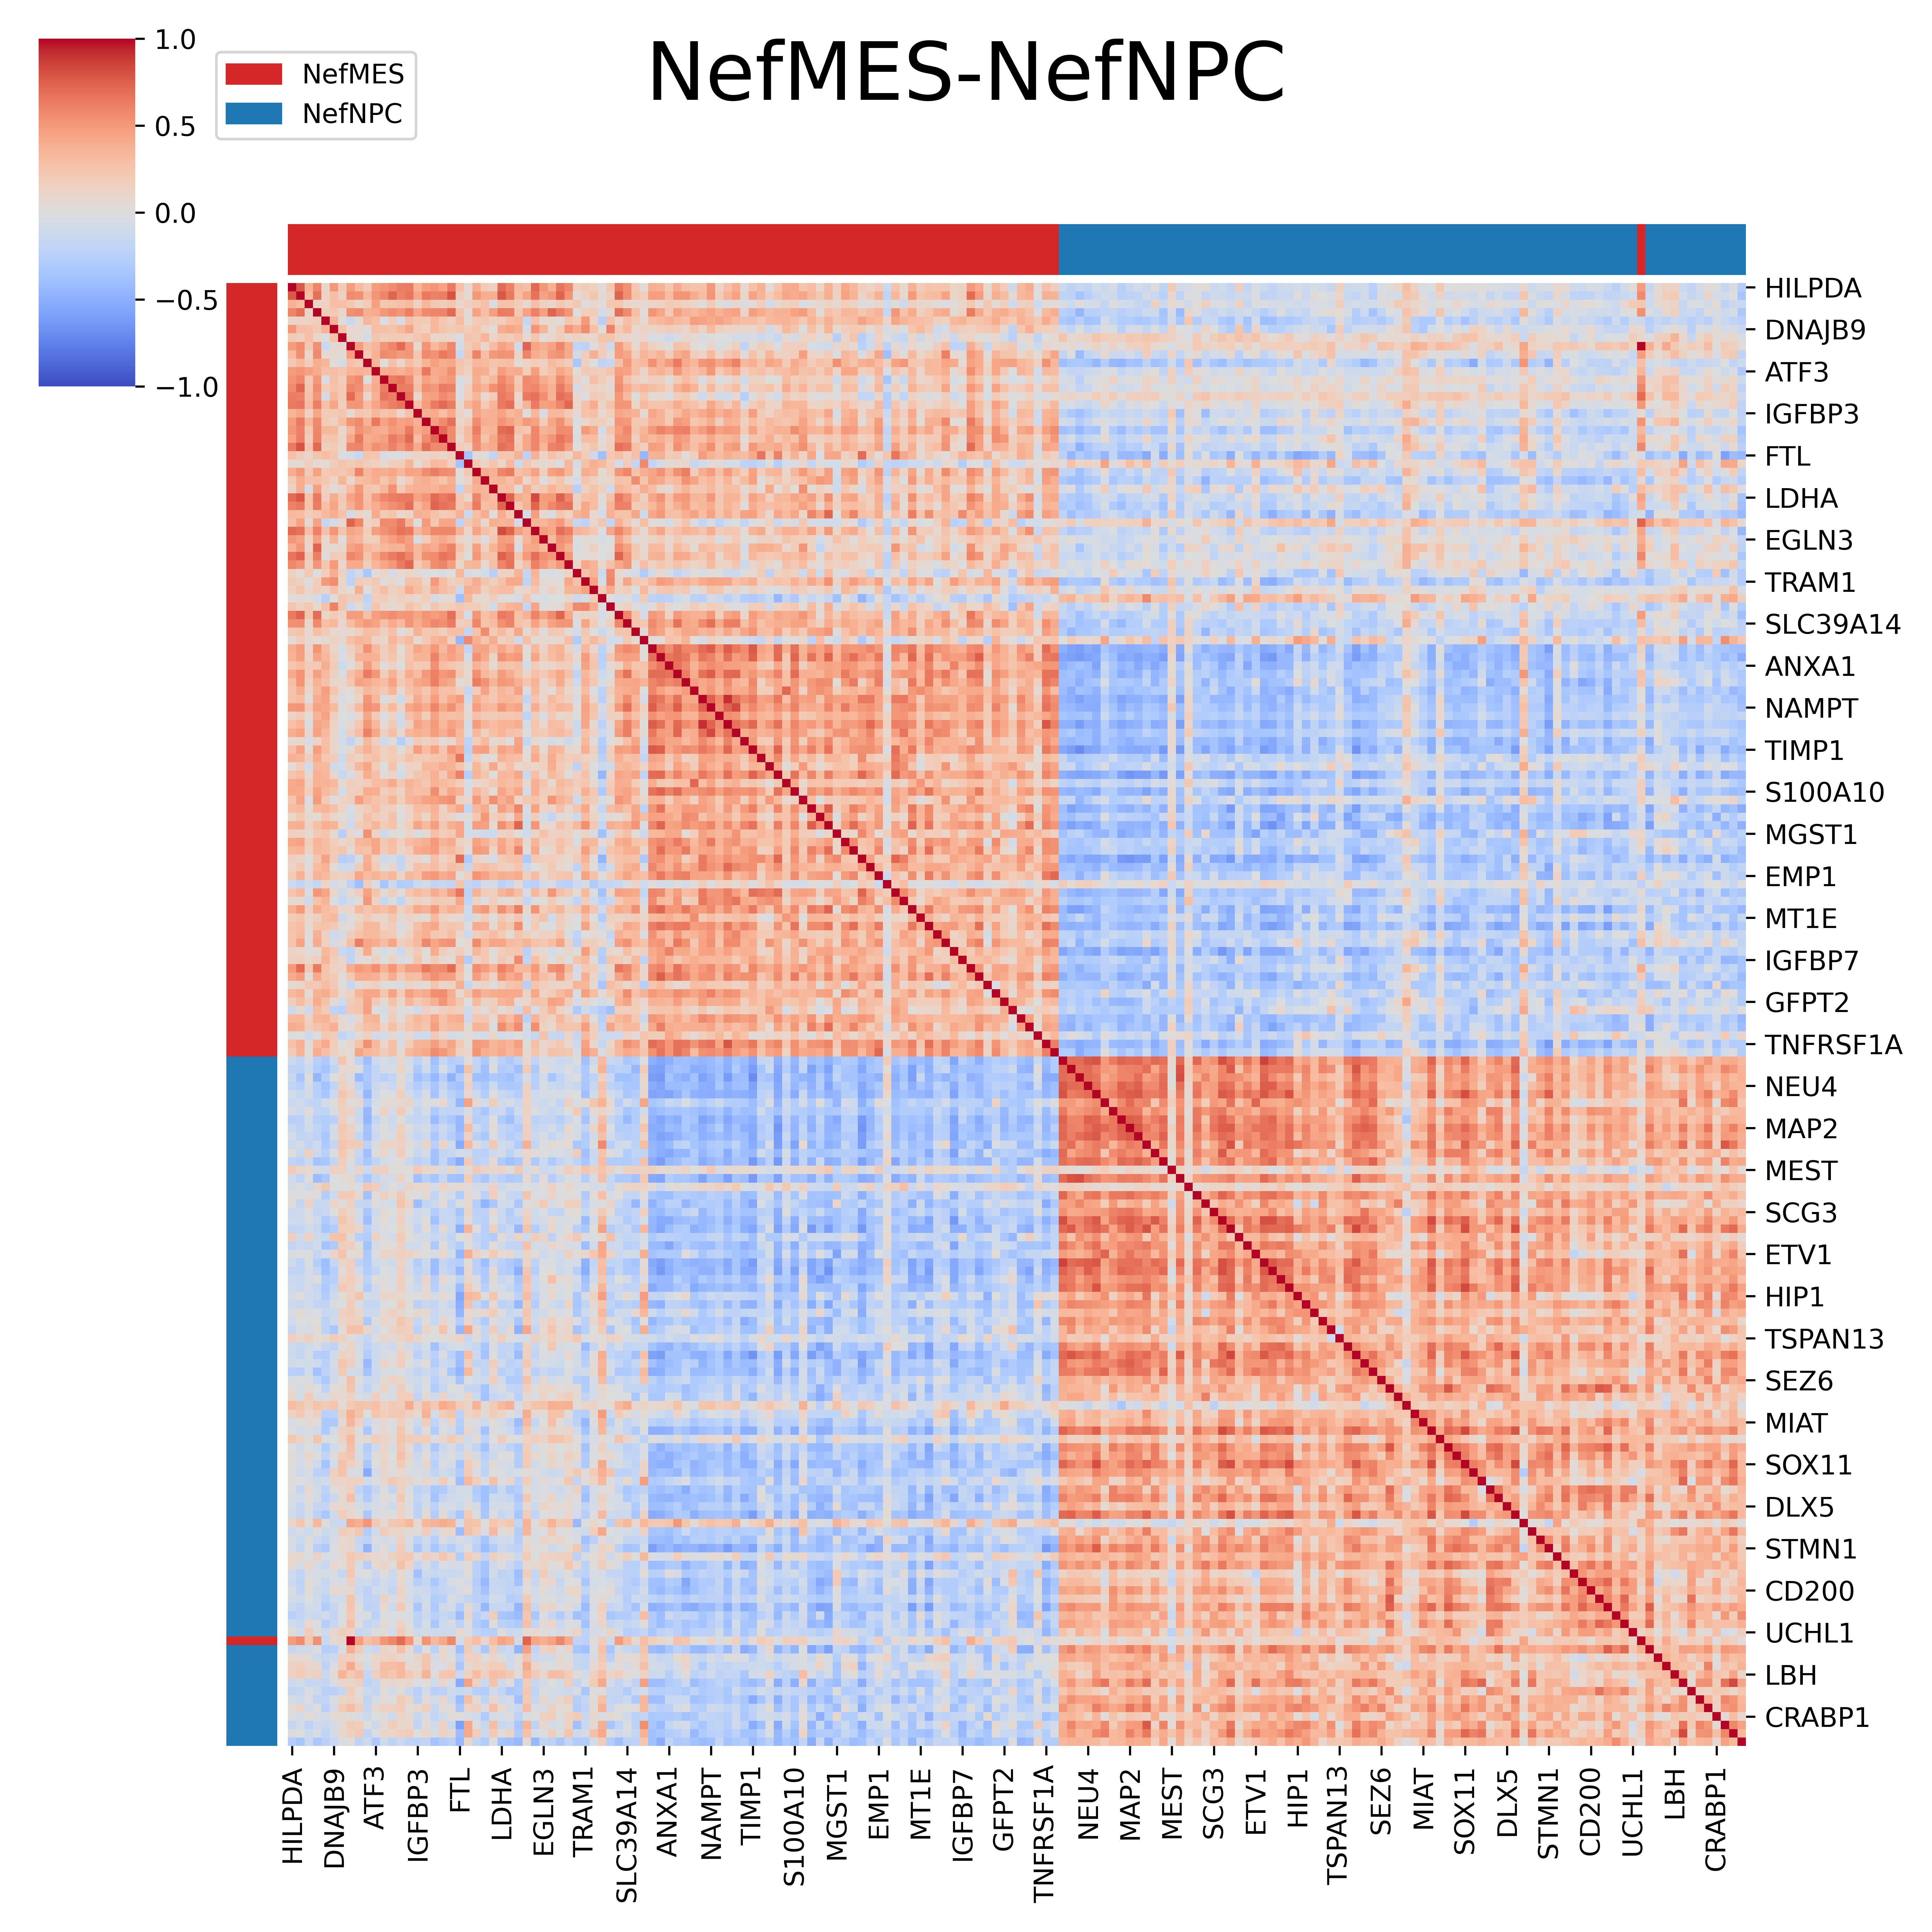 NefMES-NefNPC
1.0
0.5
0.0
−0.5
−1.0
NefMES
NefNPC
HILPDA
DNAJB9
ATF3
IGFBP3
FTL
LDHA
EGLN3
TRAM1
SLC39A14
ANXA1
NAMPT
TIMP1
S100A10
MGST1
EMP1
MT1E
IGFBP7
GFPT2
TNFRSF1A
NEU4
MAP2
MEST
SCG3
ETV1
HIP1
TSPAN13
SEZ6
MIAT
SOX11
DLX5
STMN1
CD200
UCHL1
LBH
CRABP1
HILPDA
DNAJB9
ATF3
IGFBP3
FTL
LDHA
EGLN3
TRAM1
SLC39A14
ANXA1
NAMPT
TIMP1
S100A10
MGST1
EMP1
MT1E
IGFBP7
GFPT2
TNFRSF1A
NEU4
MAP2
MEST
SCG3
ETV1
HIP1
TSPAN13
SEZ6
MIAT
SOX11
DLX5
STMN1
CD200
UCHL1
LBH
CRABP1